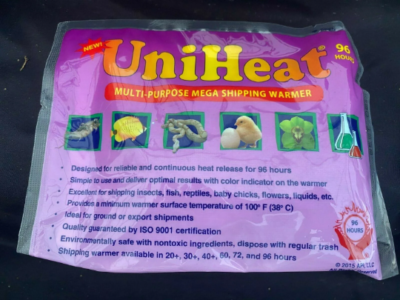 NEW!
UniHeat
96
HOURS
MULTI-PURPOSE MEGA SHIPPING WARMER
• Designed for reliable and continuous heat release for 96 hours
• Simple to use and deliver optimal results with color indicator on the warmer
• Excellent for shipping insects, fish, reptiles, baby chicks, flowers, liquids, etc.
• Provides a minimum warmer surface temperature of 100° F (38° C)
• Ideal for ground or export shipments
• Quality guaranteed by ISO 9001 certification
• Environmentally safe with nontoxic ingredients, dispose with regular trash
• Shipping warmer available in 20+, 30+, 40+, 60, 72, and 96 hours
96
HOURS